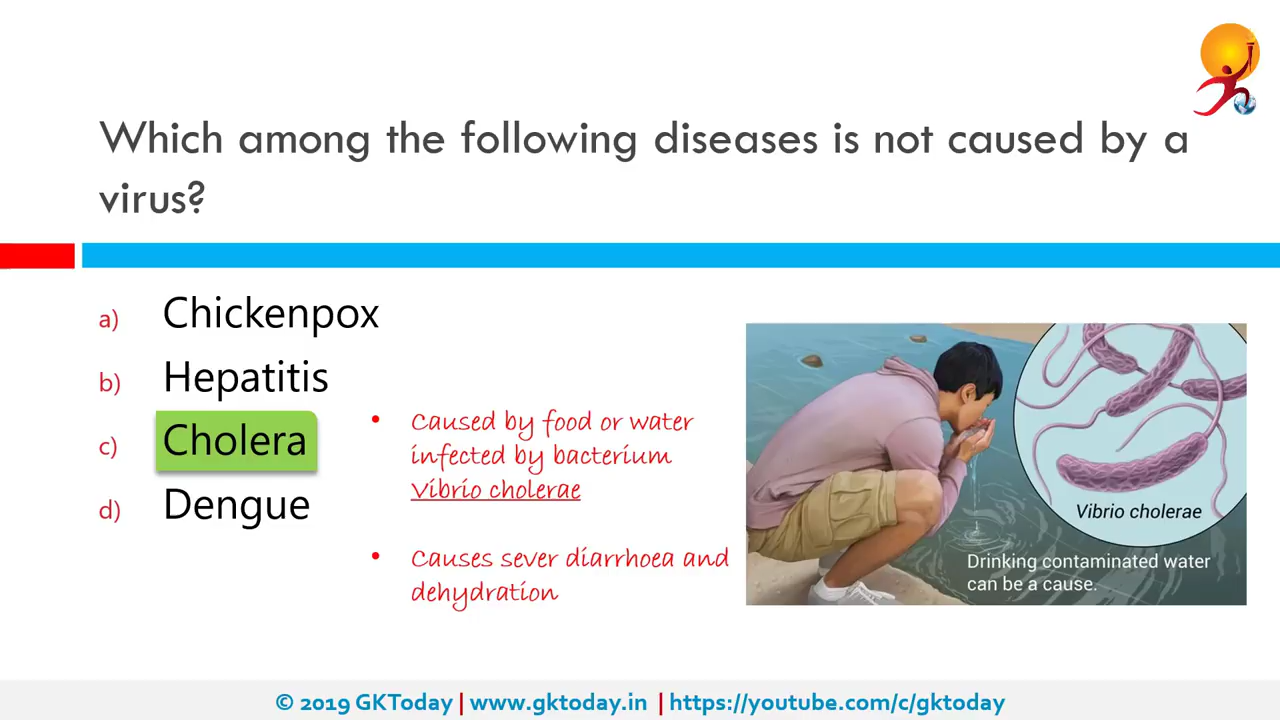 Which among the following diseases is not caused by a
virus?
a) Chickenpox
b) Hepatitis
c) Cholera
d) Dengue
• Caused by food or water
infected by bacterium
Vibrio cholerae
• Causes sever diarrhoea and
dehydration
Vibrio cholerae
Drinking contaminated water
can be a cause.
© 2019 GKToday | www.gktoday.in | https://youtube.com/c/gktoday